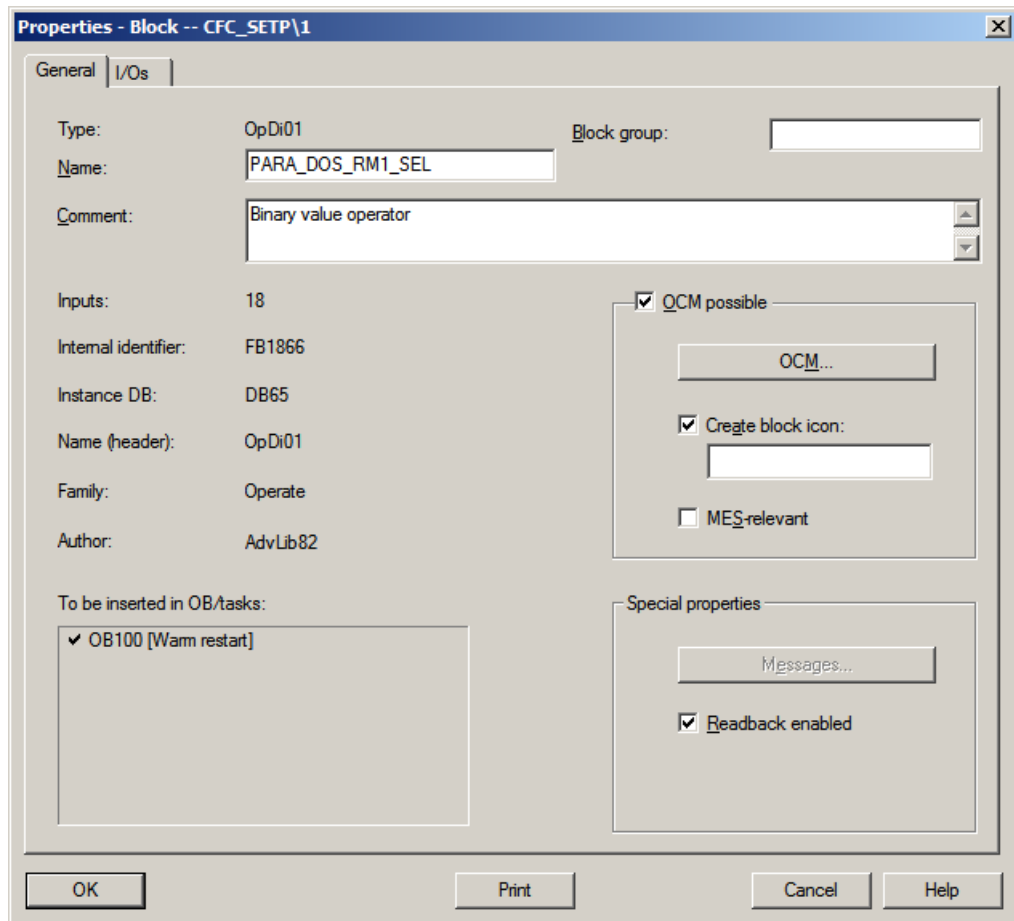 Properties - Block -- CFC_SETP\1
General
I/Os
Type:
OpDi01
Block group:
Name:
PARA_DOS_RM1_SEL
Comment:
Binary value operator
Inputs:
18
OCM possible
Internal identifier:
FB1866
OCM...
Instance DB:
DB65
Create block icon:
Name (header):
OpDi01
Family:
Operate
MES-relevant
Author:
AdvLib82
To be inserted in OB/tasks:
OB100 [Warm restart]
Special properties
Messages...
Readback enabled
OK
Print
Cancel
Help